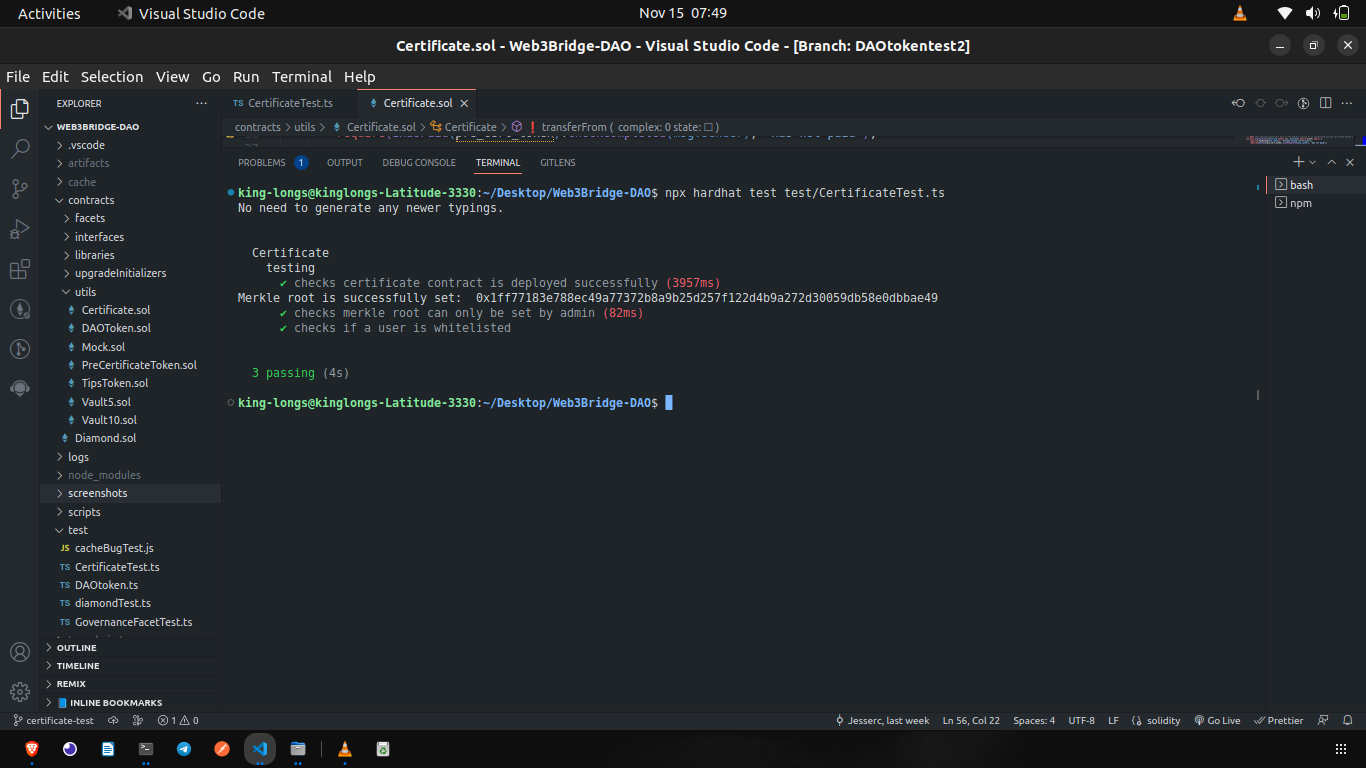 Activities Visual Studio Code Nov 15 07:49
Certificate.sol - Web3Bridge-DAO - Visual Studio Code - [Branch: DAOtokentest2]
File Edit Selection View Go Run Terminal Help
EXPLORER
WEB3BRIDGE-DAO
.vscode
artifacts
cache
contracts
facets
interfaces
libraries
upgradeInitializers
utils
Certificate.sol
DAOToken.sol
Mock.sol
PreCertificateToken.sol
TipsToken.sol
Vault5.sol
Vault10.sol
Diamond.sol
logs
node_modules
screenshots
scripts
test
JS cacheBugTest.js
TS CertificateTest.ts
TS DAOtoken.ts
TS diamondTest.ts
TS GovernanceFacetTest.ts
OUTLINE
TIMELINE
REMIX
INLINE BOOKMARKS
TS CertificateTest.ts Certificate.sol
contracts > utils > Certificate.sol > Certificate > transferFrom ( complex: 0 state: ☐ )
PROBLEMS 1 OUTPUT DEBUG CONSOLE TERMINAL GITLENS
king-longs@kinglongs-Latitude-3330:~/Desktop/Web3Bridge-DAO$ npx hardhat test test/CertificateTest.ts
No need to generate any newer typings.
Certificate
testing
✔ checks certificate contract is deployed successfully (3957ms)
Merkle root is successfully set: 0x1ff77183e788ec49a77372b8a9b25d257f122d4b9a272d30059db58e0dbbae49
✔ checks merkle root can only be set by admin (82ms)
✔ checks if a user is whitelisted
3 passing (4s)
king-longs@kinglongs-Latitude-3330:~/Desktop/Web3Bridge-DAO$
bash
npm
certificate-test 1 0 Jesserc, last week Ln 56, Col 22 Spaces: 4 UTF-8 LF solidity Go Live Prettier